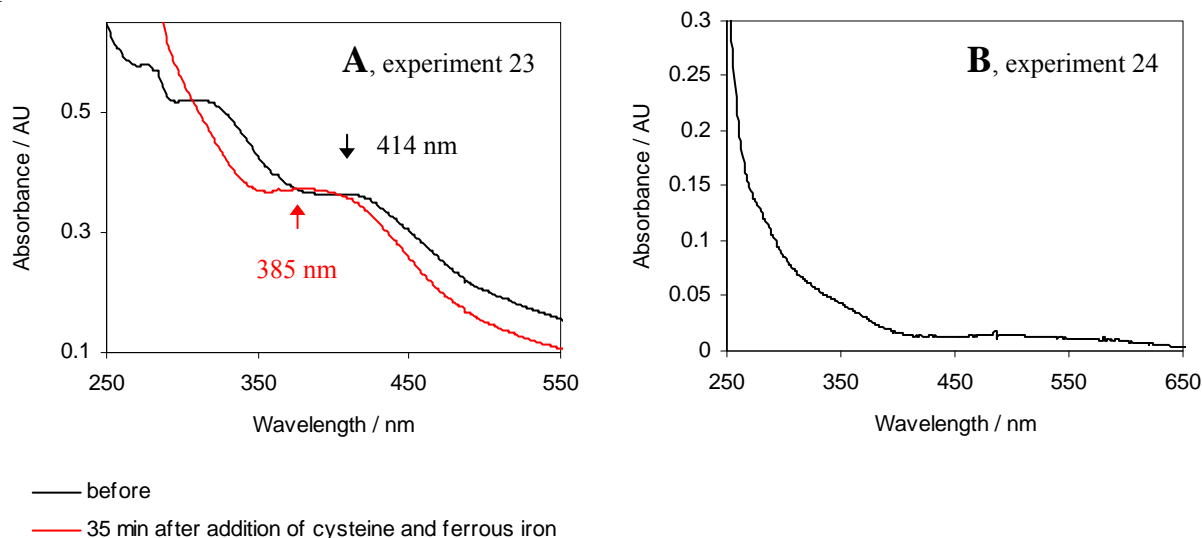 A, experiment 23
Absorbance / AU
0.5
0.3
0.1
414 nm
385 nm
250
350
450
550
Wavelength / nm
B, experiment 24
Absorbance / AU
0.3
0.25
0.2
0.15
0.1
0.05
0
250
350
450
550
650
Wavelength / nm
before
35 min after addition of cysteine and ferrous iron